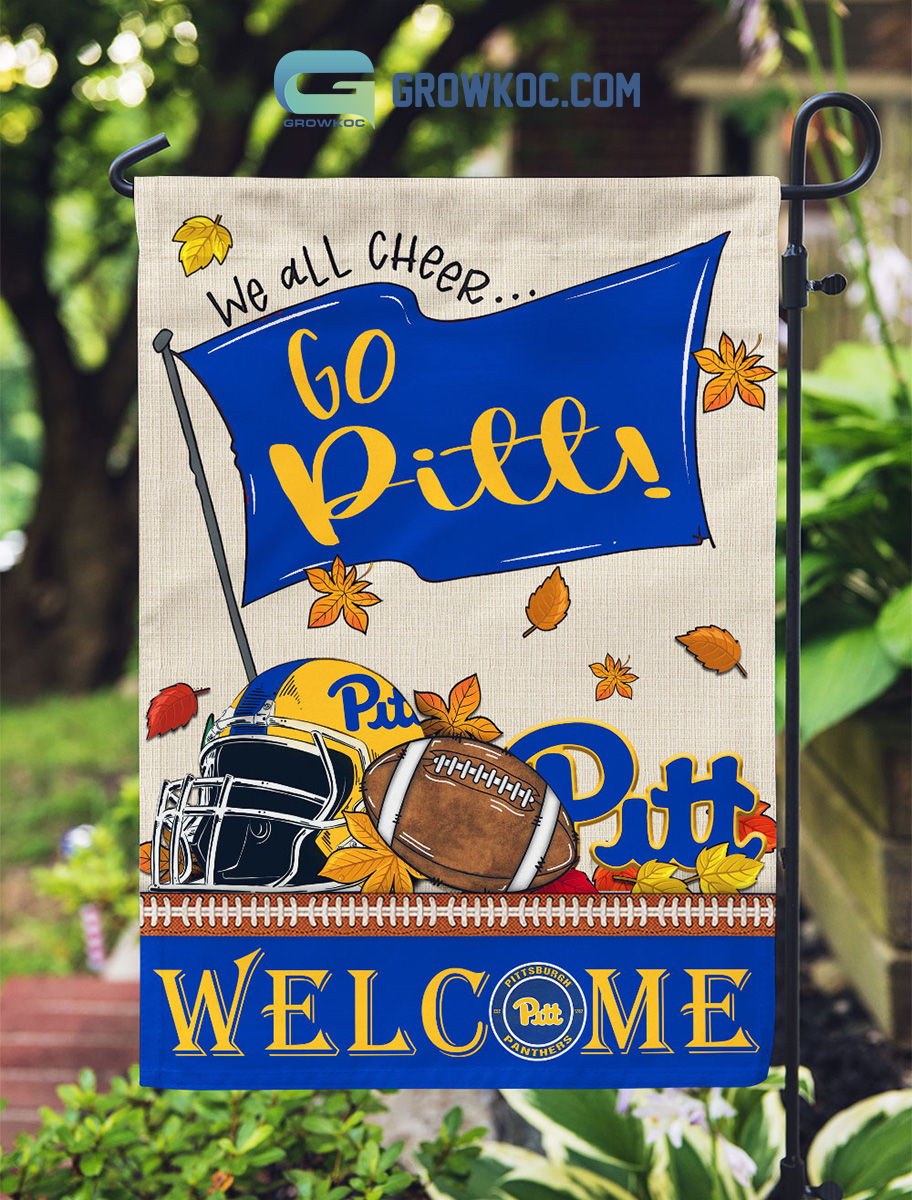 GROWKOC
GROWKOC.COM
We all Cheer...
GO
Pitt!
Pitt
Pitt
WELCOME
PITTSBURGH
Pitt
PANTHERS